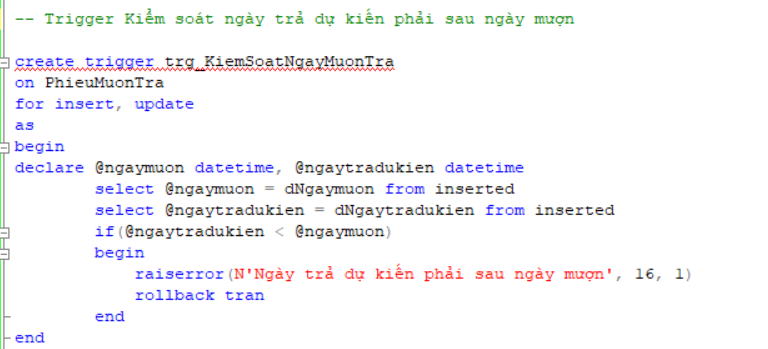 -- Trigger Kiểm soát ngày trả dự kiến phải sau ngày mượn
create trigger trg_KiemSoatNgayMuonTra
on PhieuMuonTra
for insert, update
as
begin
declare @ngaymuon datetime, @ngaytradukien datetime
select @ngaymuon = dNgaymuon from inserted
select @ngaytradukien = dNgaytradukien from inserted
if(@ngaytradukien < @ngaymuon)
begin
raiserror(N'Ngày trả dự kiến phải sau ngày mượn', 16, 1)
rollback tran
end
end